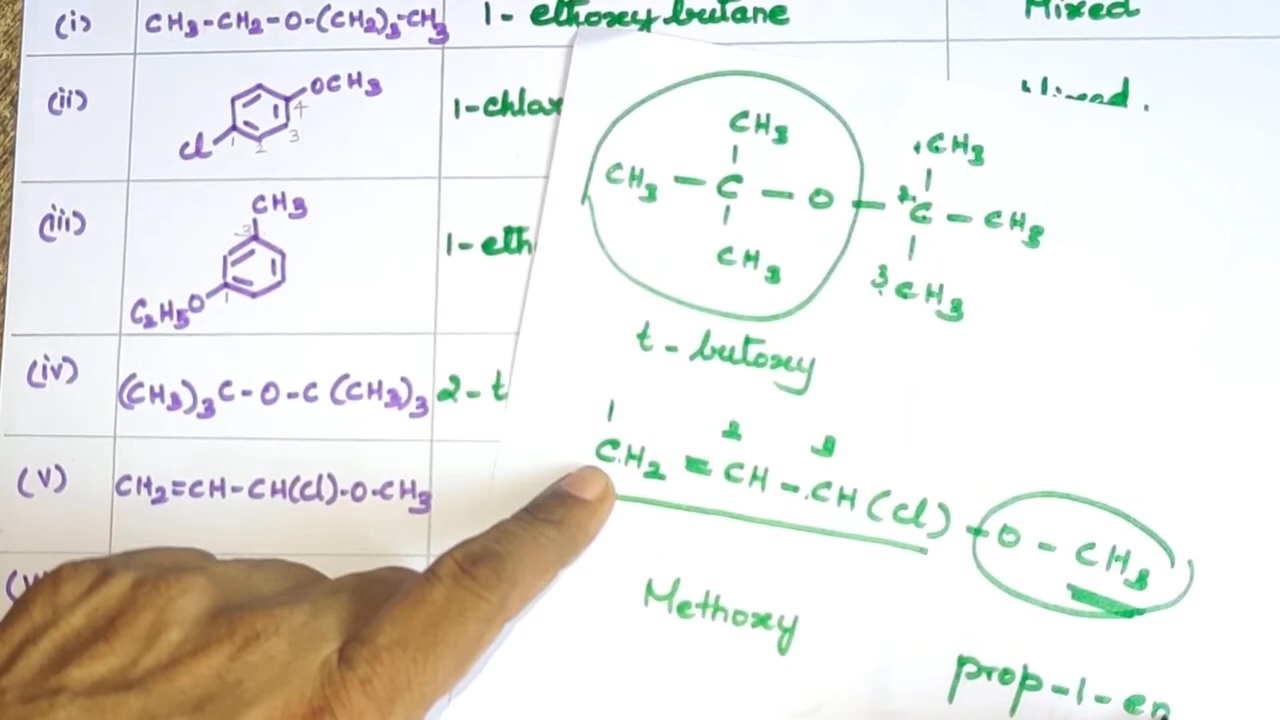 (i) CH3-CH2-O-(CH2)3-CH3 1-ethoxy butane Mixed
(ii) Cl 1 2 3 4 OCH3 1-chlor
(iii) CH3 3 1 C2H5O 1-eth
(iv) (CH3)3C-O-C(CH3)3 2-t
(v) CH2=CH-CH(Cl)-O-CH3
CH3 CH3
CH3 - C - O - C - CH3
CH3 3 CH3
t-butoxy
1 2 3
CH2 = CH - CH(Cl) - O - CH3
Methoxy
prop-1-en